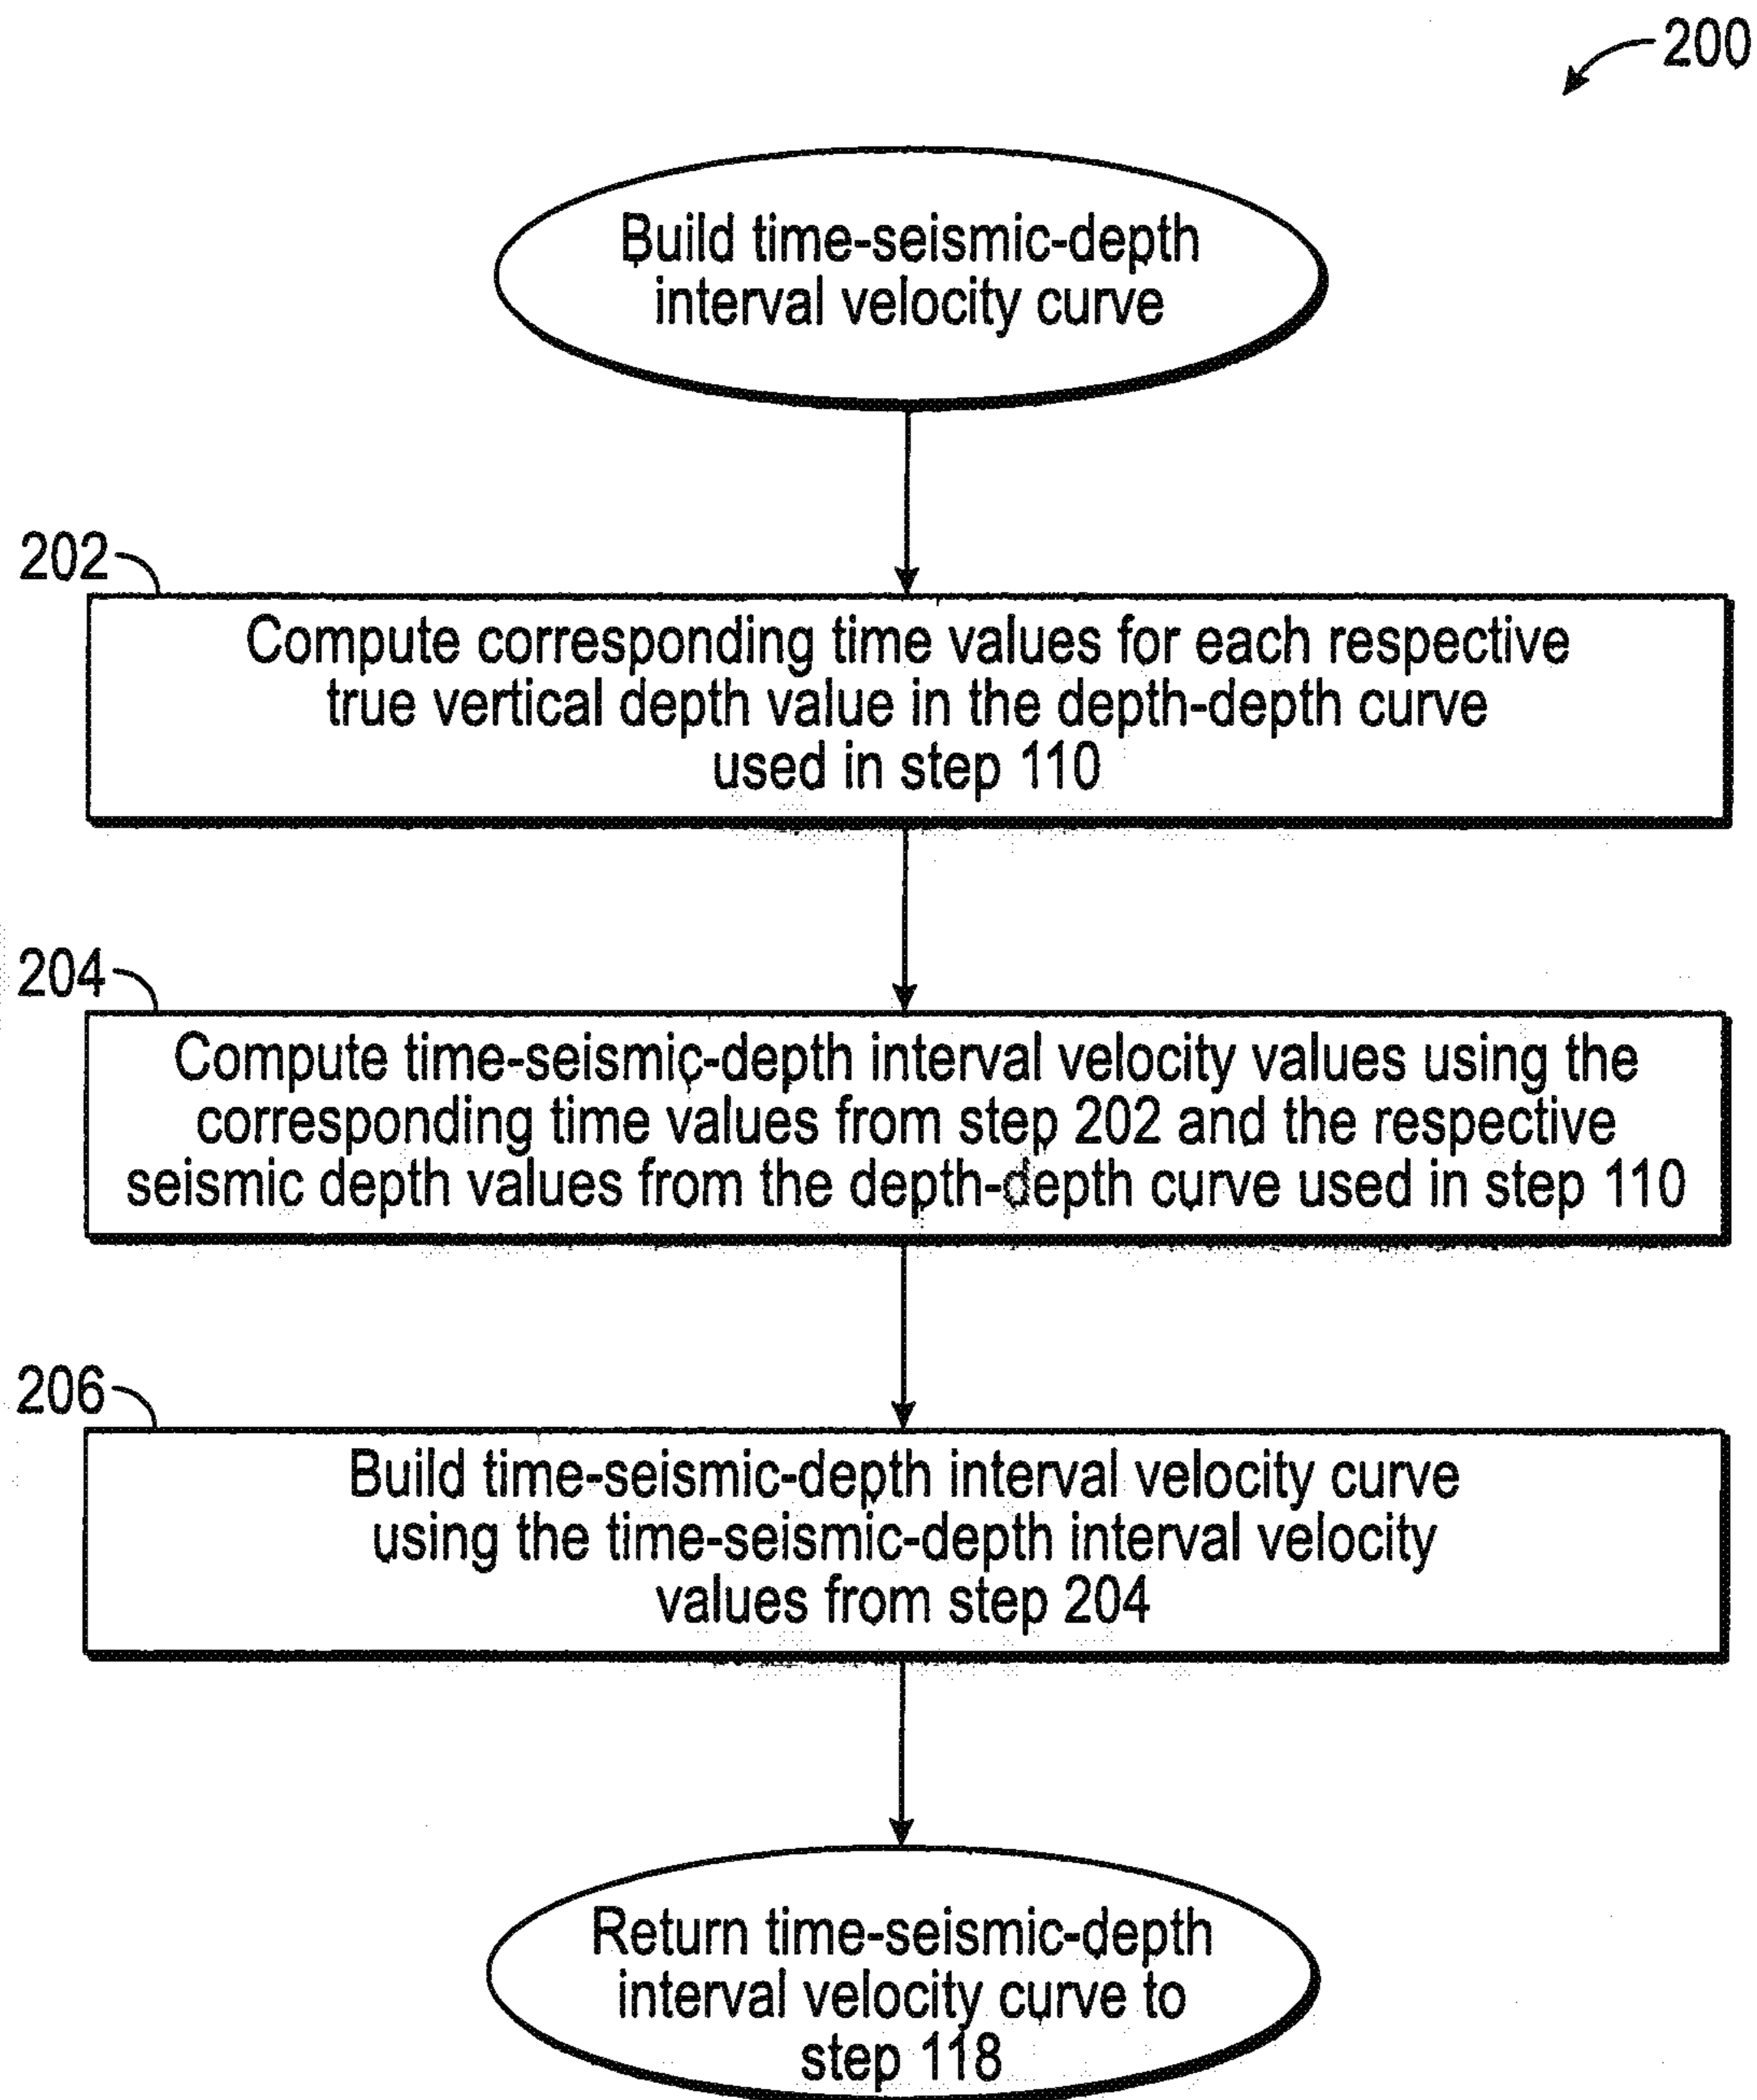 200
Build time-seismic-depth
interval velocity curve
202
Compute corresponding time values for each respective
true vertical depth value in the depth-depth curve
used in step 110
204
Compute time-seismic-depth interval velocity values using the
corresponding time values from step 202 and the respective
seismic depth values from the depth-depth curve used in step 110
206
Build time-seismic-depth interval velocity curve
using the time-seismic-depth interval velocity
values from step 204
Return time-seismic-depth
interval velocity curve to
step 118